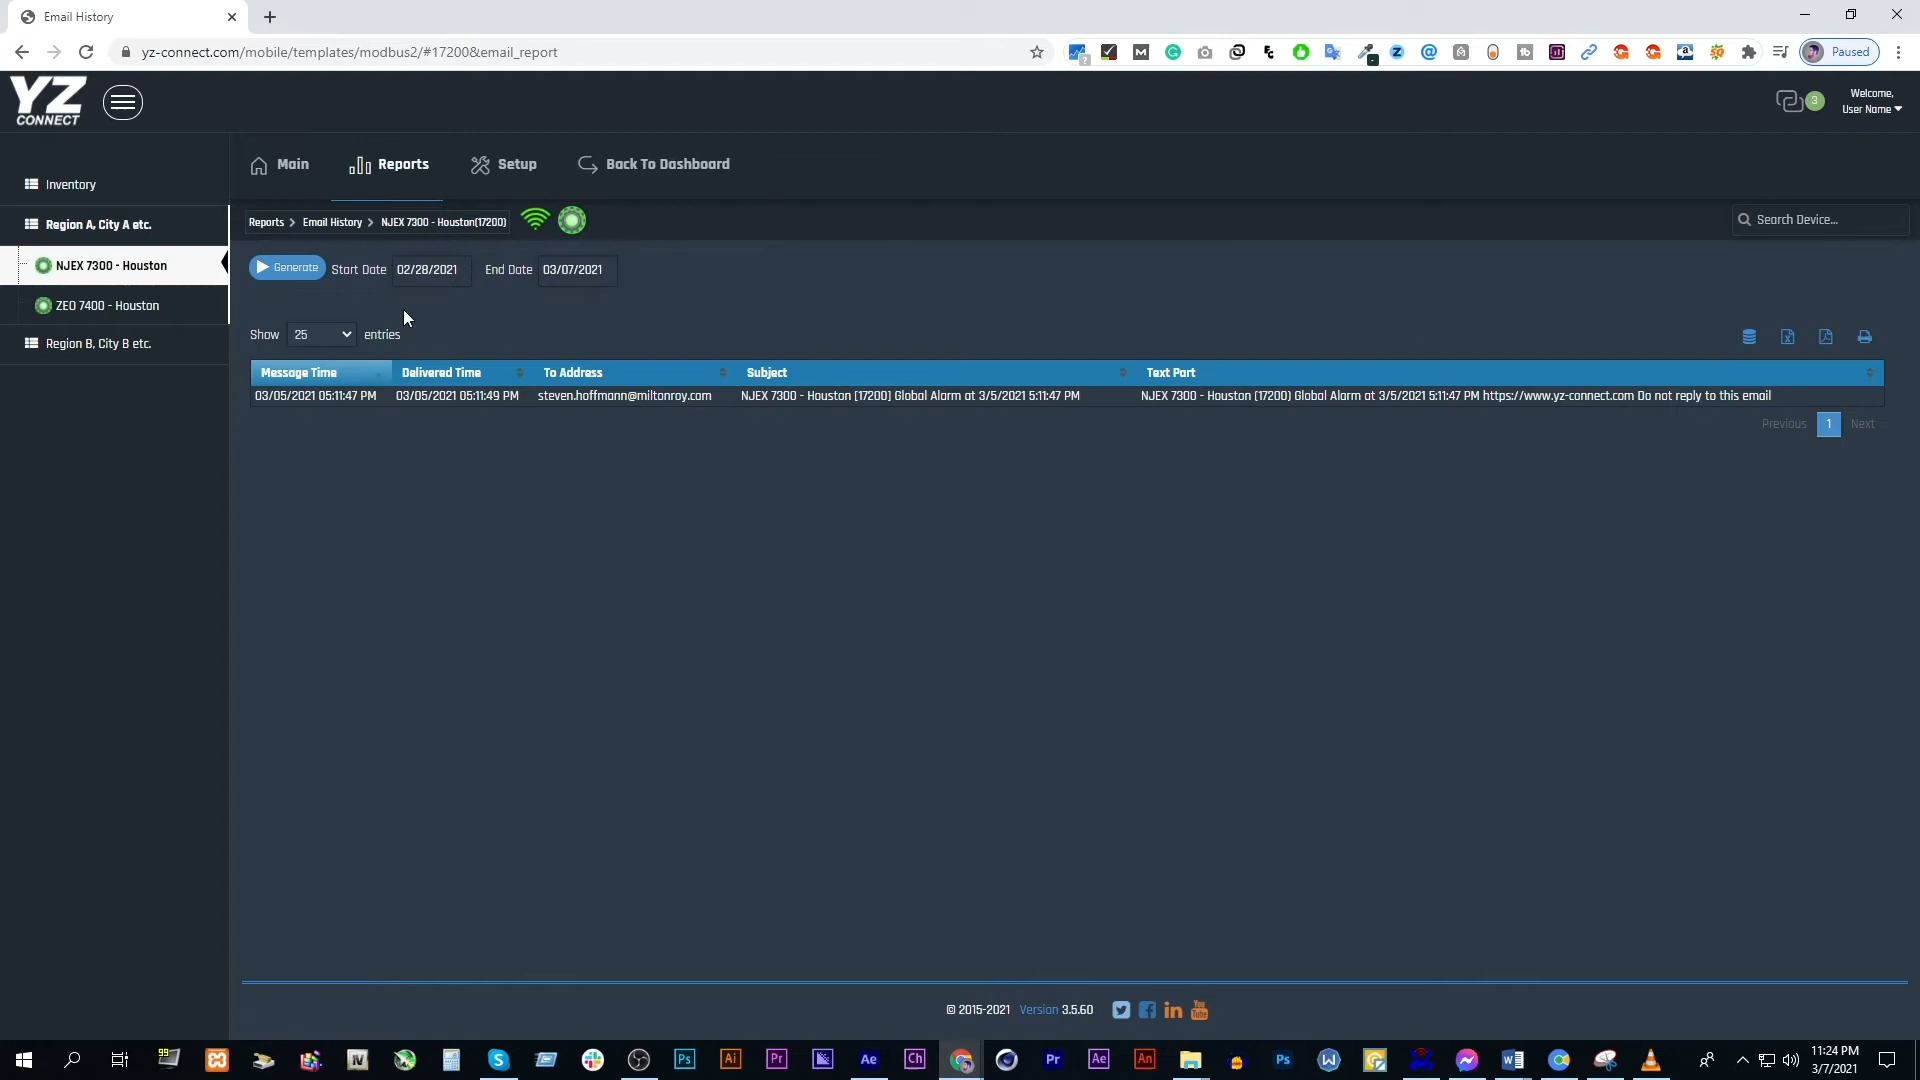 Email History
yz-connect.com/mobile/templates/modbus2/#17200&email_report
Paused
YZ
CONNECT
3
Welcome,
User Name
Main
Reports
Setup
Back To Dashboard
Inventory
Region A, City A etc.
NJEX 7300 - Houston
ZEO 7400 - Houston
Region B, City B etc.
Reports > Email History > NJEX 7300 - Houston(17200)
Search Device...
Generate Start Date 02/28/2021 End Date 03/07/2021
Show 25 entries
Message Time Delivered Time To Address Subject Text Part
03/05/2021 05:11:47 PM 03/05/2021 05:11:49 PM steven.hoffmann@miltonroy.com NJEX 7300 - Houston (17200) Global Alarm at 3/5/2021 5:11:47 PM NJEX 7300 - Houston (17200) Global Alarm at 3/5/2021 5:11:47 PM https://www.yz-connect.com Do not reply to this email
Previous 1 Next
© 2015-2021 Version 3.5.60
11:24 PM
3/7/2021